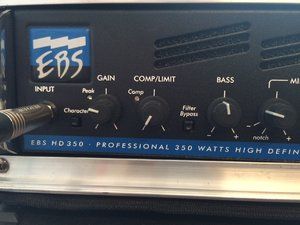 EBS
GAIN COMP/LIMIT BASS MI
INPUT Peak Comp Filter
Bypass
Character
- + notch +
EBS HD350 · PROFESSIONAL 350 WATTS HIGH DEFIN